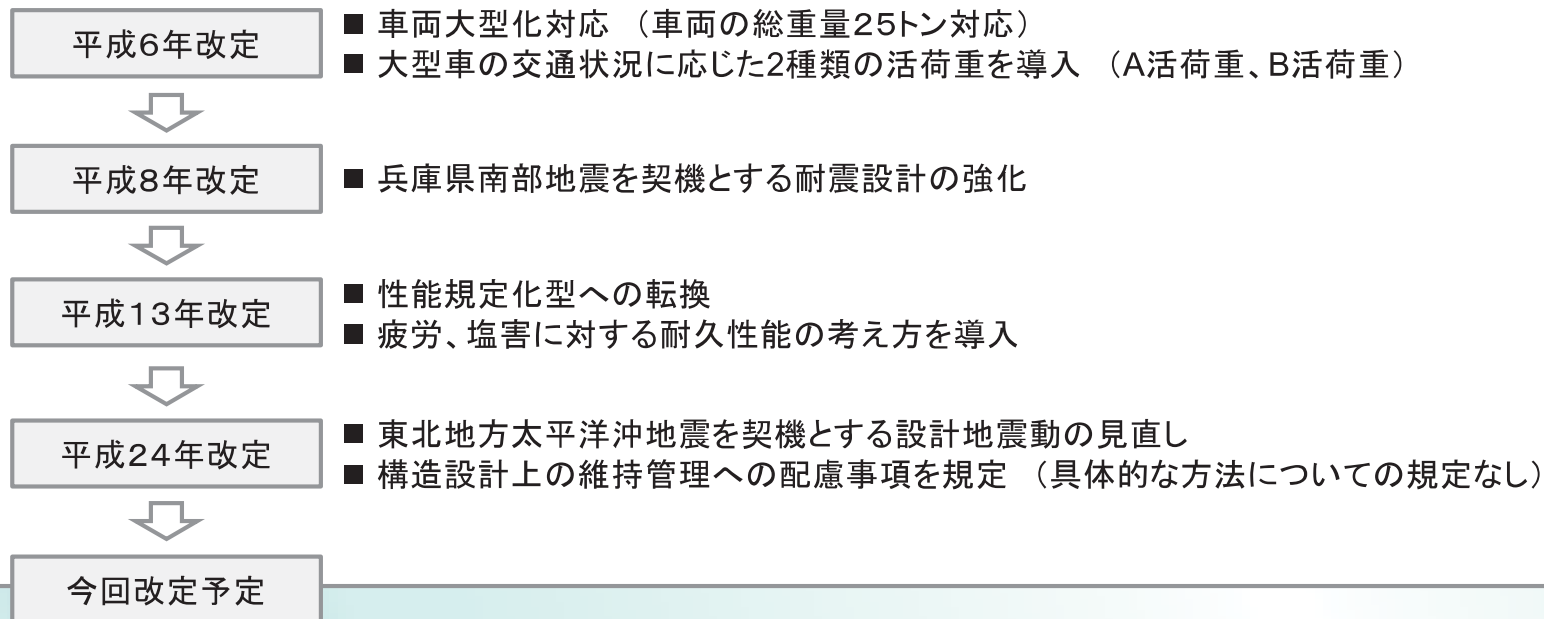 平成6年改定
■ 車両大型化対応 （車両の総重量25トン対応）
■ 大型車の交通状況に応じた2種類の活荷重を導入 （A活荷重、B活荷重）
平成8年改定
■ 兵庫県南部地震を契機とする耐震設計の強化
平成13年改定
■ 性能規定化型への転換
■ 疲労、塩害に対する耐久性能の考え方を導入
平成24年改定
■ 東北地方太平洋沖地震を契機とする設計地震動の見直し
■ 構造設計上の維持管理への配慮事項を規定 （具体的な方法についての規定なし）
今回改定予定